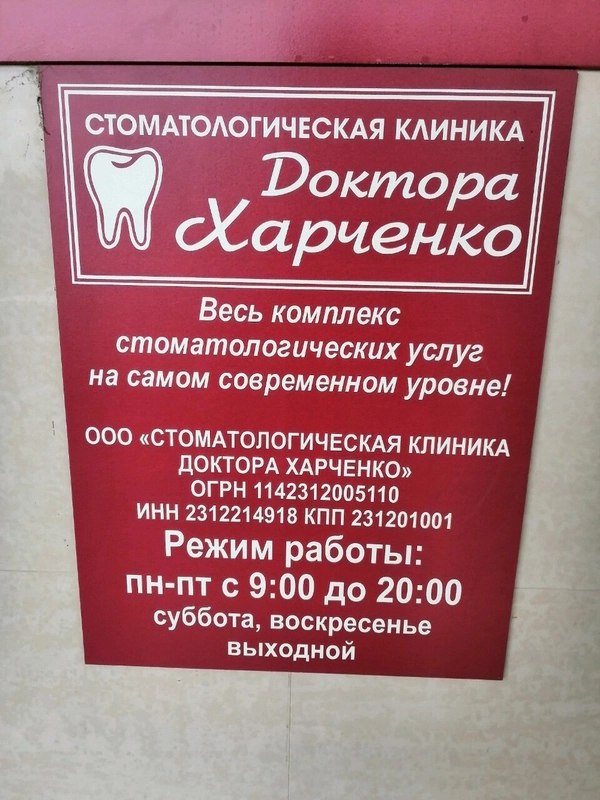 СТОМАТОЛОГИЧЕСКАЯ КЛИНИКА
Доктора
Харченко
Весь комплекс
стоматологических услуг
на самом современном уровне!
ООО «СТОМАТОЛОГИЧЕСКАЯ КЛИНИКА
ДОКТОРА ХАРЧЕНКО»
ОГРН 1142312005110
ИНН 2312214918 КПП 231201001
Режим работы:
пн-пт с 9:00 до 20:00
суббота, воскресенье
выходной